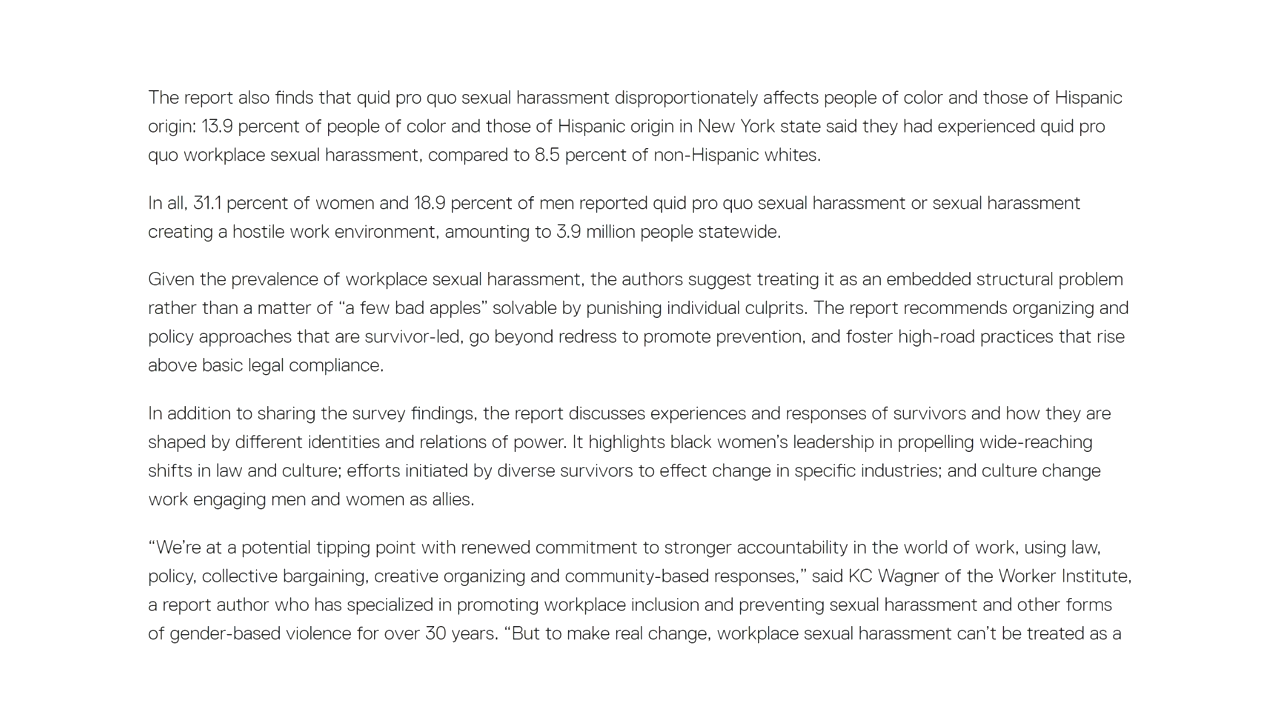 The report also finds that quid pro quo sexual harassment disproportionately affects people of color and those of Hispanic
origin: 13.9 percent of people of color and those of Hispanic origin in New York state said they had experienced quid pro
quo workplace sexual harassment, compared to 8.5 percent of non-Hispanic whites.
In all, 31.1 percent of women and 18.9 percent of men reported quid pro quo sexual harassment or sexual harassment
creating a hostile work environment, amounting to 3.9 million people statewide.
Given the prevalence of workplace sexual harassment, the authors suggest treating it as an embedded structural problem
rather than a matter of “a few bad apples” solvable by punishing individual culprits. The report recommends organizing and
policy approaches that are survivor-led, go beyond redress to promote prevention, and foster high-road practices that rise
above basic legal compliance.
In addition to sharing the survey findings, the report discusses experiences and responses of survivors and how they are
shaped by different identities and relations of power. It highlights black women’s leadership in propelling wide-reaching
shifts in law and culture; efforts initiated by diverse survivors to effect change in specific industries; and culture change
work engaging men and women as allies.
“We’re at a potential tipping point with renewed commitment to stronger accountability in the world of work, using law,
policy, collective bargaining, creative organizing and community-based responses,” said KC Wagner of the Worker Institute,
a report author who has specialized in promoting workplace inclusion and preventing sexual harassment and other forms
of gender-based violence for over 30 years. “But to make real change, workplace sexual harassment can’t be treated as a